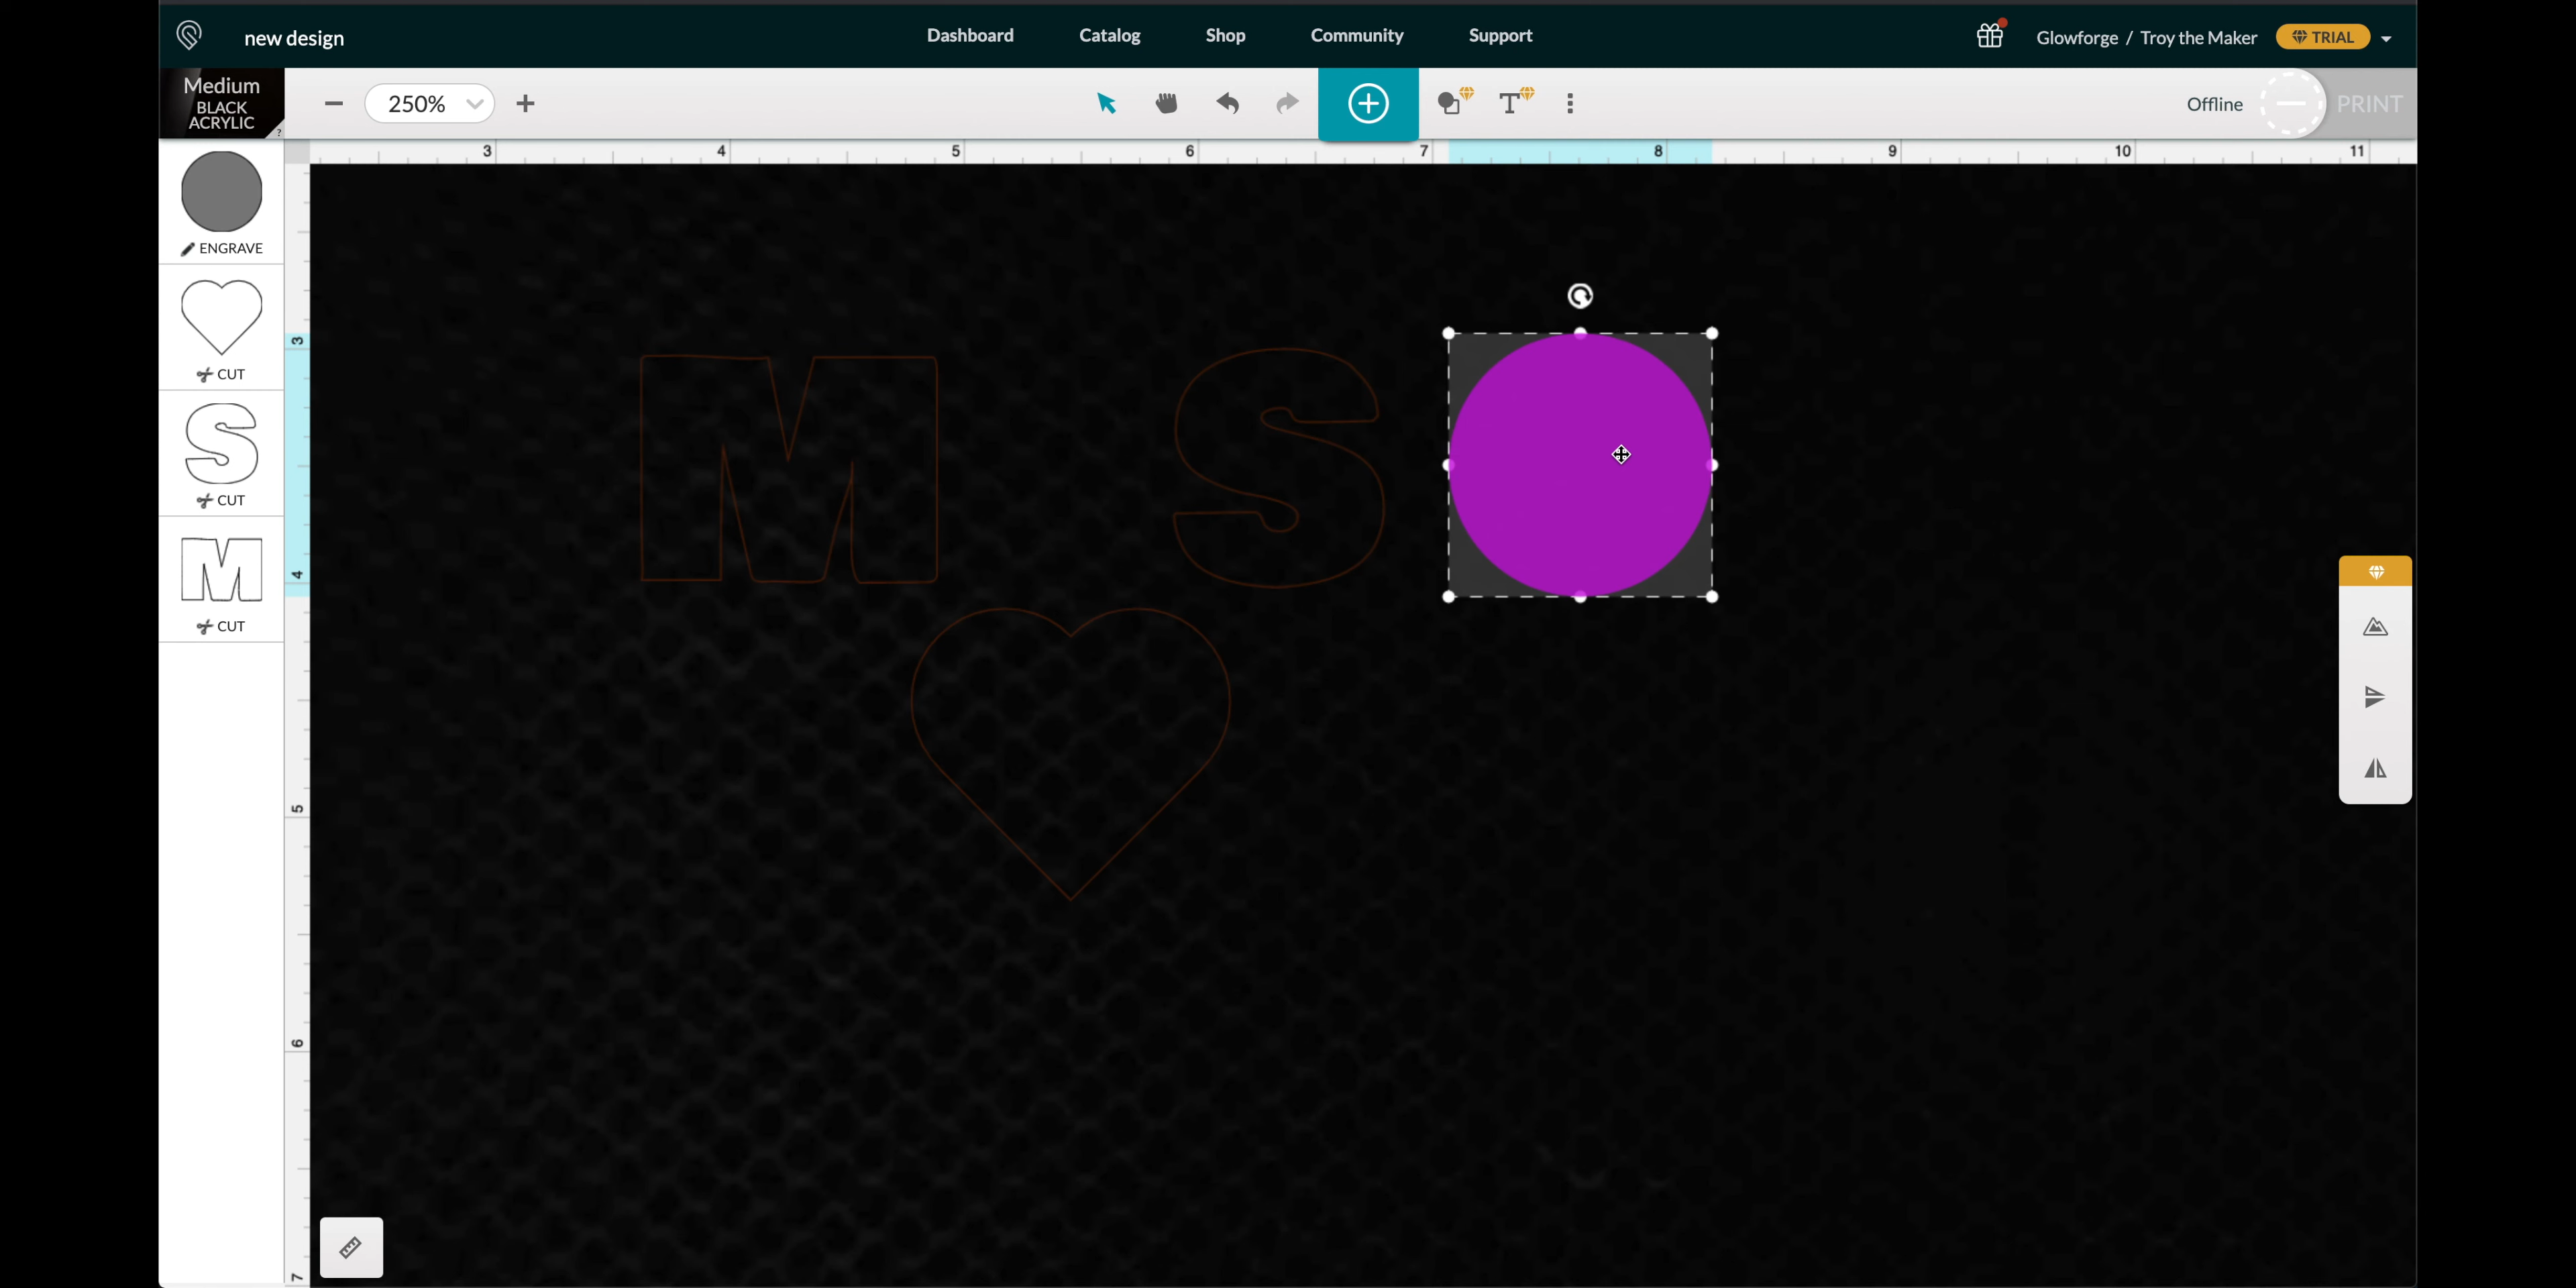 new design
Dashboard
Catalog
Shop
Community
Support
Glowforge / Troy the Maker
TRIAL
Medium
BLACK
ACRYLIC
?
250%
T
Offline
PRINT
3 4 5 6 7 8 9 10 11
ENGRAVE
CUT
S
CUT
M
CUT
3
4
5
6
7
M S